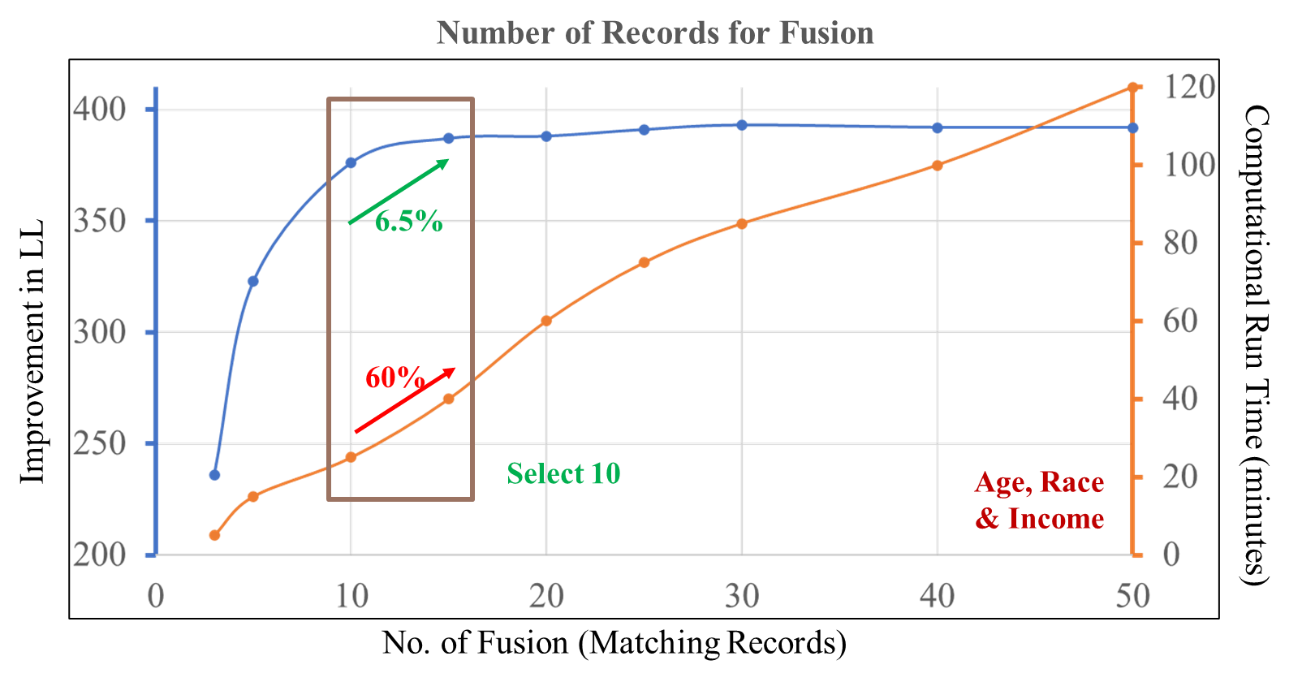 Number of Records for Fusion
400
350
300
250
200
Improvement in LL
120
100
80
60
40
20
0
Computational Run Time (minutes)
6.5%
60%
Select 10
Age, Race
& Income
0 10 20 30 40 50
No. of Fusion (Matching Records)